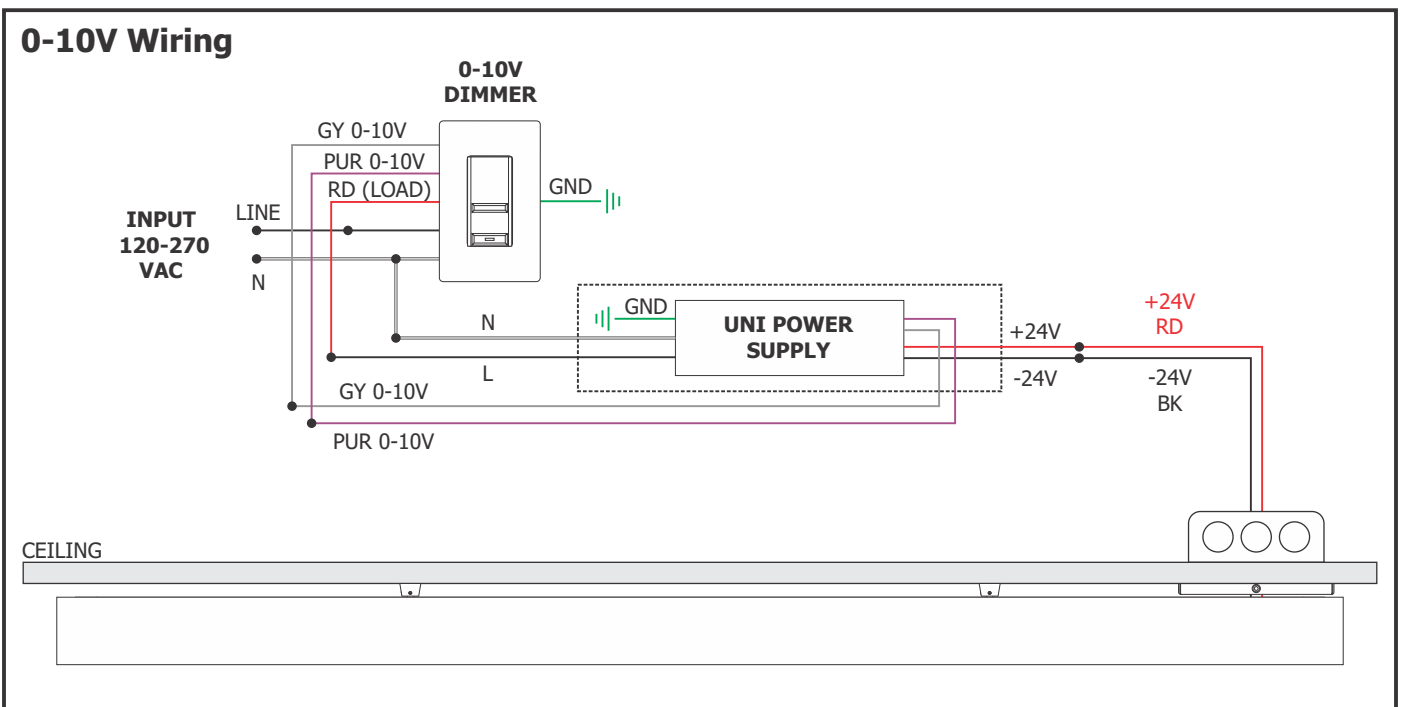 0-10V Wiring
0-10V
DIMMER
GY 0-10V
PUR 0-10V
RD (LOAD)
GND
INPUT
120-270
VAC
LINE
N
GND
N
L
UNI POWER
SUPPLY
+24V
-24V
+24V
RD
-24V
BK
GY 0-10V
PUR 0-10V
CEILING